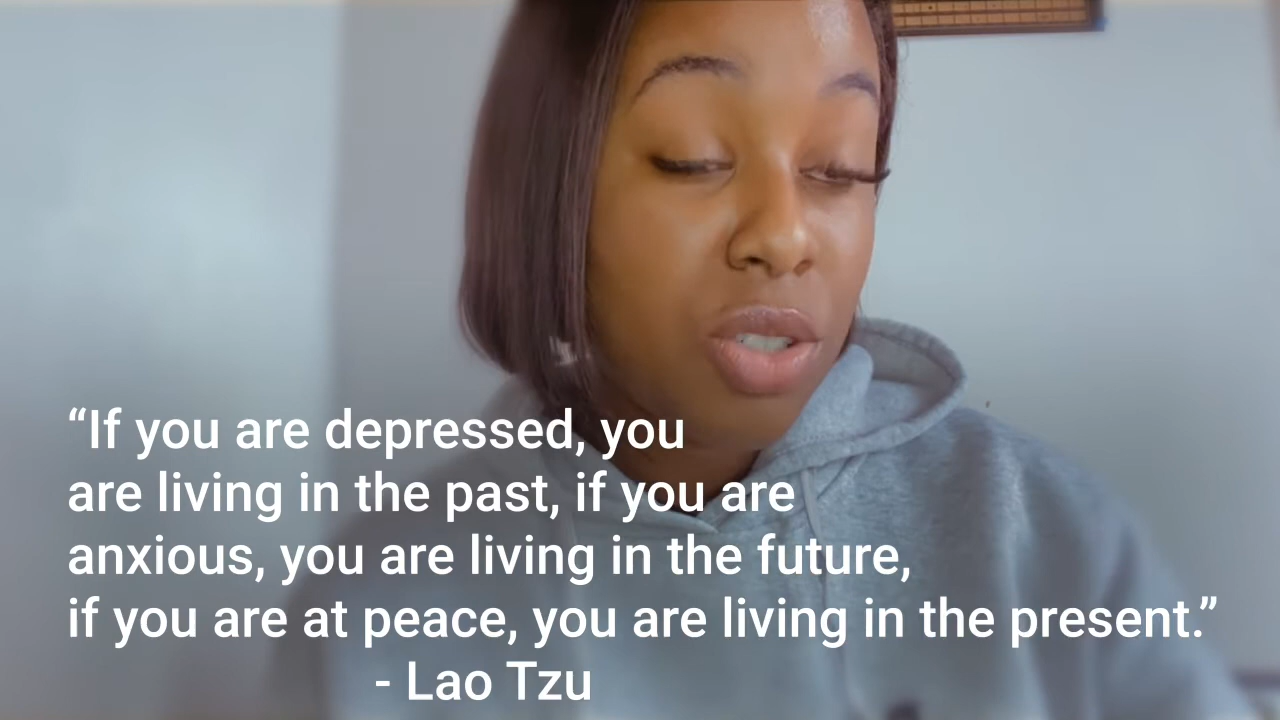 “If you are depressed, you
are living in the past, if you are
anxious, you are living in the future,
if you are at peace, you are living in the present.”
- Lao Tzu